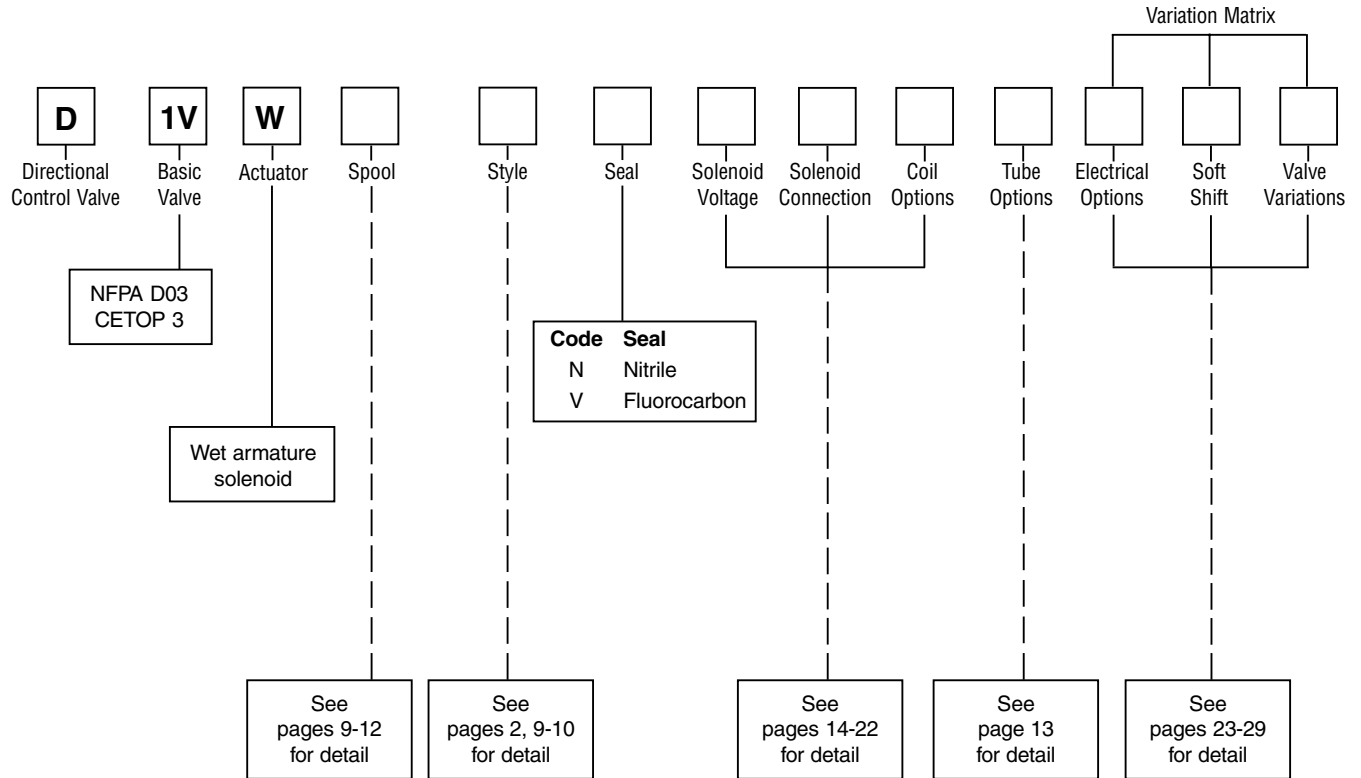 Variation Matrix
D
1V
W
Directional
Control Valve
Basic
Valve
Actuator
Spool
Style
Seal
Solenoid
Voltage
Solenoid
Connection
Coil
Options
Tube
Options
Electrical
Options
Soft
Shift
Valve
Variations
NFPA D03
CETOP 3
Code Seal
N Nitrile
V Fluorocarbon
Wet armature
solenoid
See
pages 9-12
for detail
See
pages 2, 9-10
for detail
See
pages 14-22
for detail
See
page 13
for detail
See
pages 23-29
for detail